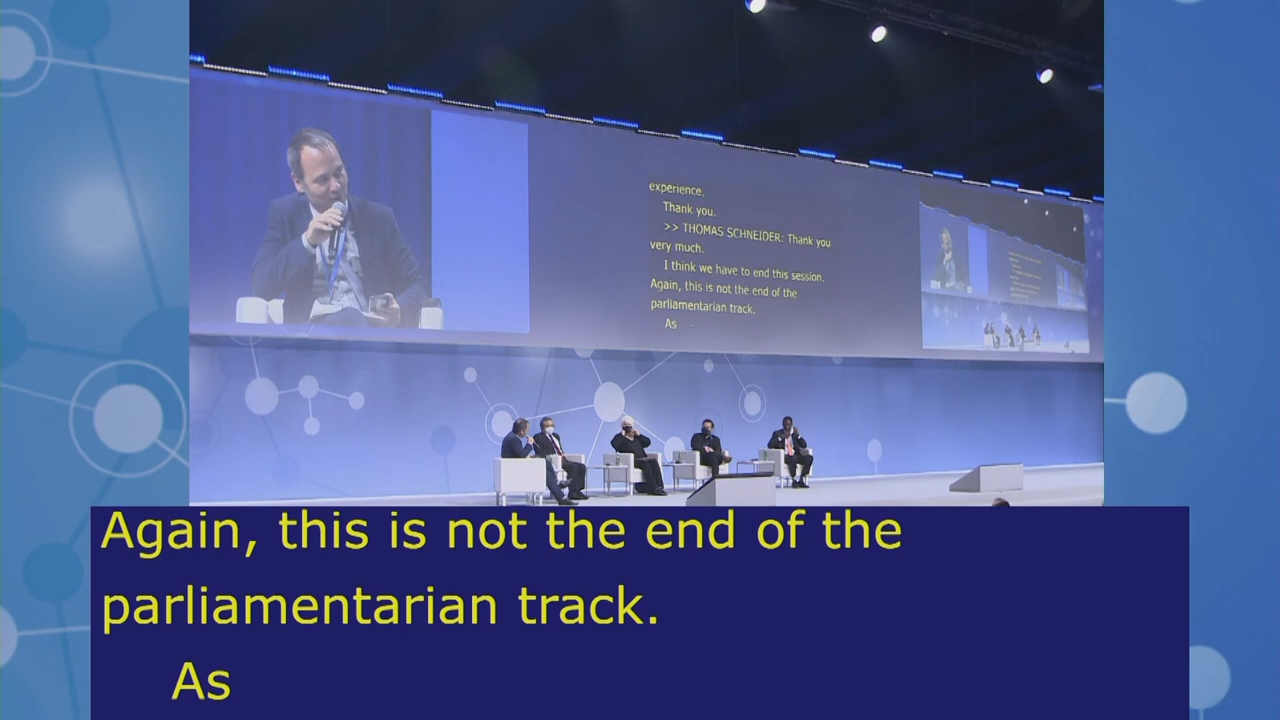 experience.
Thank you.
>> THOMAS SCHNEIDER: Thank you
very much.
I think we have to end this session.
Again, this is not the end of the
parliamentarian track.
As
Again, this is not the end of the
parliamentarian track.
As